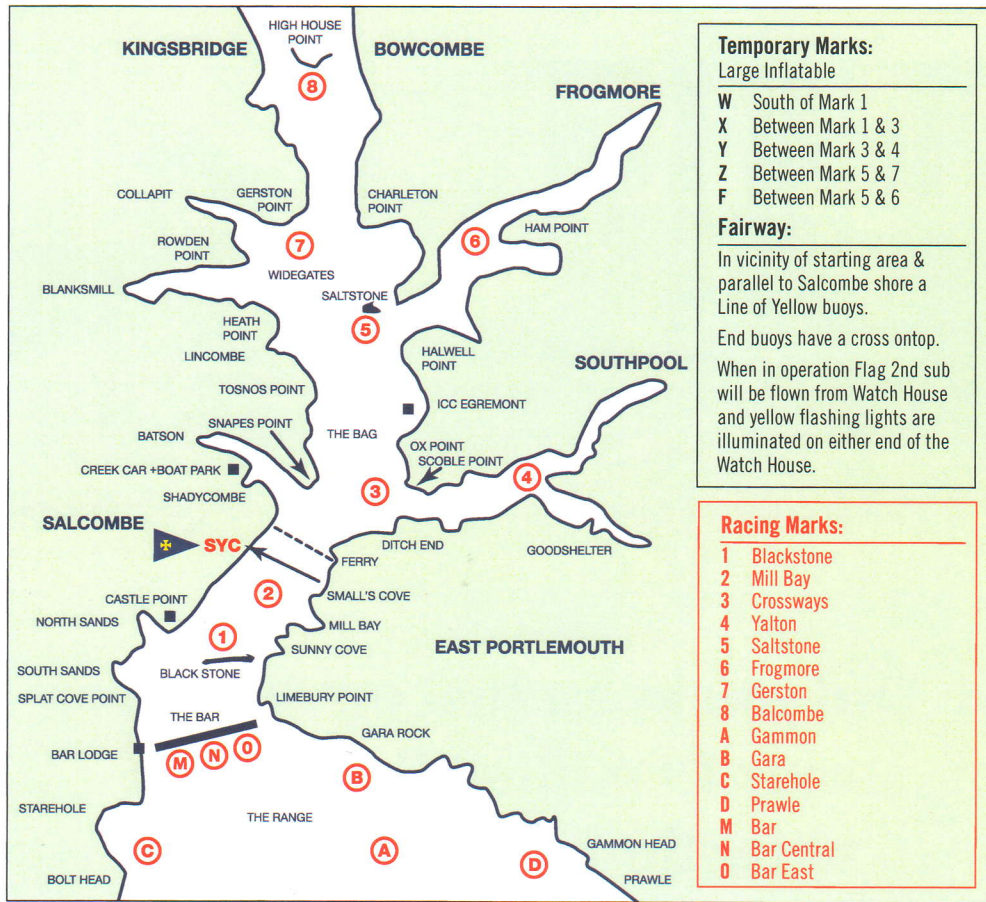 HIGH HOUSE
POINT
KINGSBRIDGE
BOWCOMBE
8
FROGMORE
COLLAPIT
GERSTON
POINT
CHARLETON
POINT
6
HAM POINT
7
ROWDEN
POINT
WIDEGATES
BLANKSMILL
SALTSTONE
5
HEATH
POINT
LINCOMBE
HALWELL
POINT
SOUTHPOOL
TOSNOS POINT
ICC EGREMONT
SNAPES POINT
THE BAG
BATSON
OX POINT
SCOBLE POINT
CREEK CAR +BOAT PARK
4
3
SHADYCOMBE
SALCOMBE
SYC
DITCH END
GOODSHELTER
FERRY
2
SMALL'S COVE
CASTLE POINT
NORTH SANDS
MILL BAY
1
SUNNY COVE
EAST PORTLEMOUTH
SOUTH SANDS
BLACK STONE
SPLAT COVE POINT
LIMEBURY POINT
THE BAR
GARA ROCK
BAR LODGE
M
N
O
B
STAREHOLE
THE RANGE
C
A
D
GAMMON HEAD
BOLT HEAD
PRAWLE
Temporary Marks:
Large Inflatable
W South of Mark 1
X Between Mark 1 & 3
Y Between Mark 3 & 4
Z Between Mark 5 & 7
F Between Mark 5 & 6
Fairway:
In vicinity of starting area &
parallel to Salcombe shore a
Line of Yellow buoys.
End buoys have a cross ontop.
When in operation Flag 2nd sub
will be flown from Watch House
and yellow flashing lights are
illuminated on either end of the
Watch House.
Racing Marks:
1 Blackstone
2 Mill Bay
3 Crossways
4 Yalton
5 Saltstone
6 Frogmore
7 Gerston
8 Balcombe
A Gammon
B Gara
C Starehole
D Prawle
M Bar
N Bar Central
O Bar East